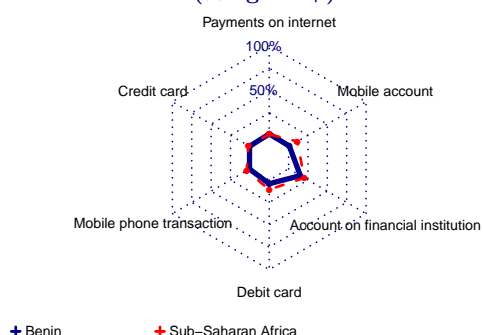 Payments on internet
100%
Credit card
50%
Mobile account
Mobile phone transaction
Account on financial institution
Debit card
Benin
Sub−Saharan Africa